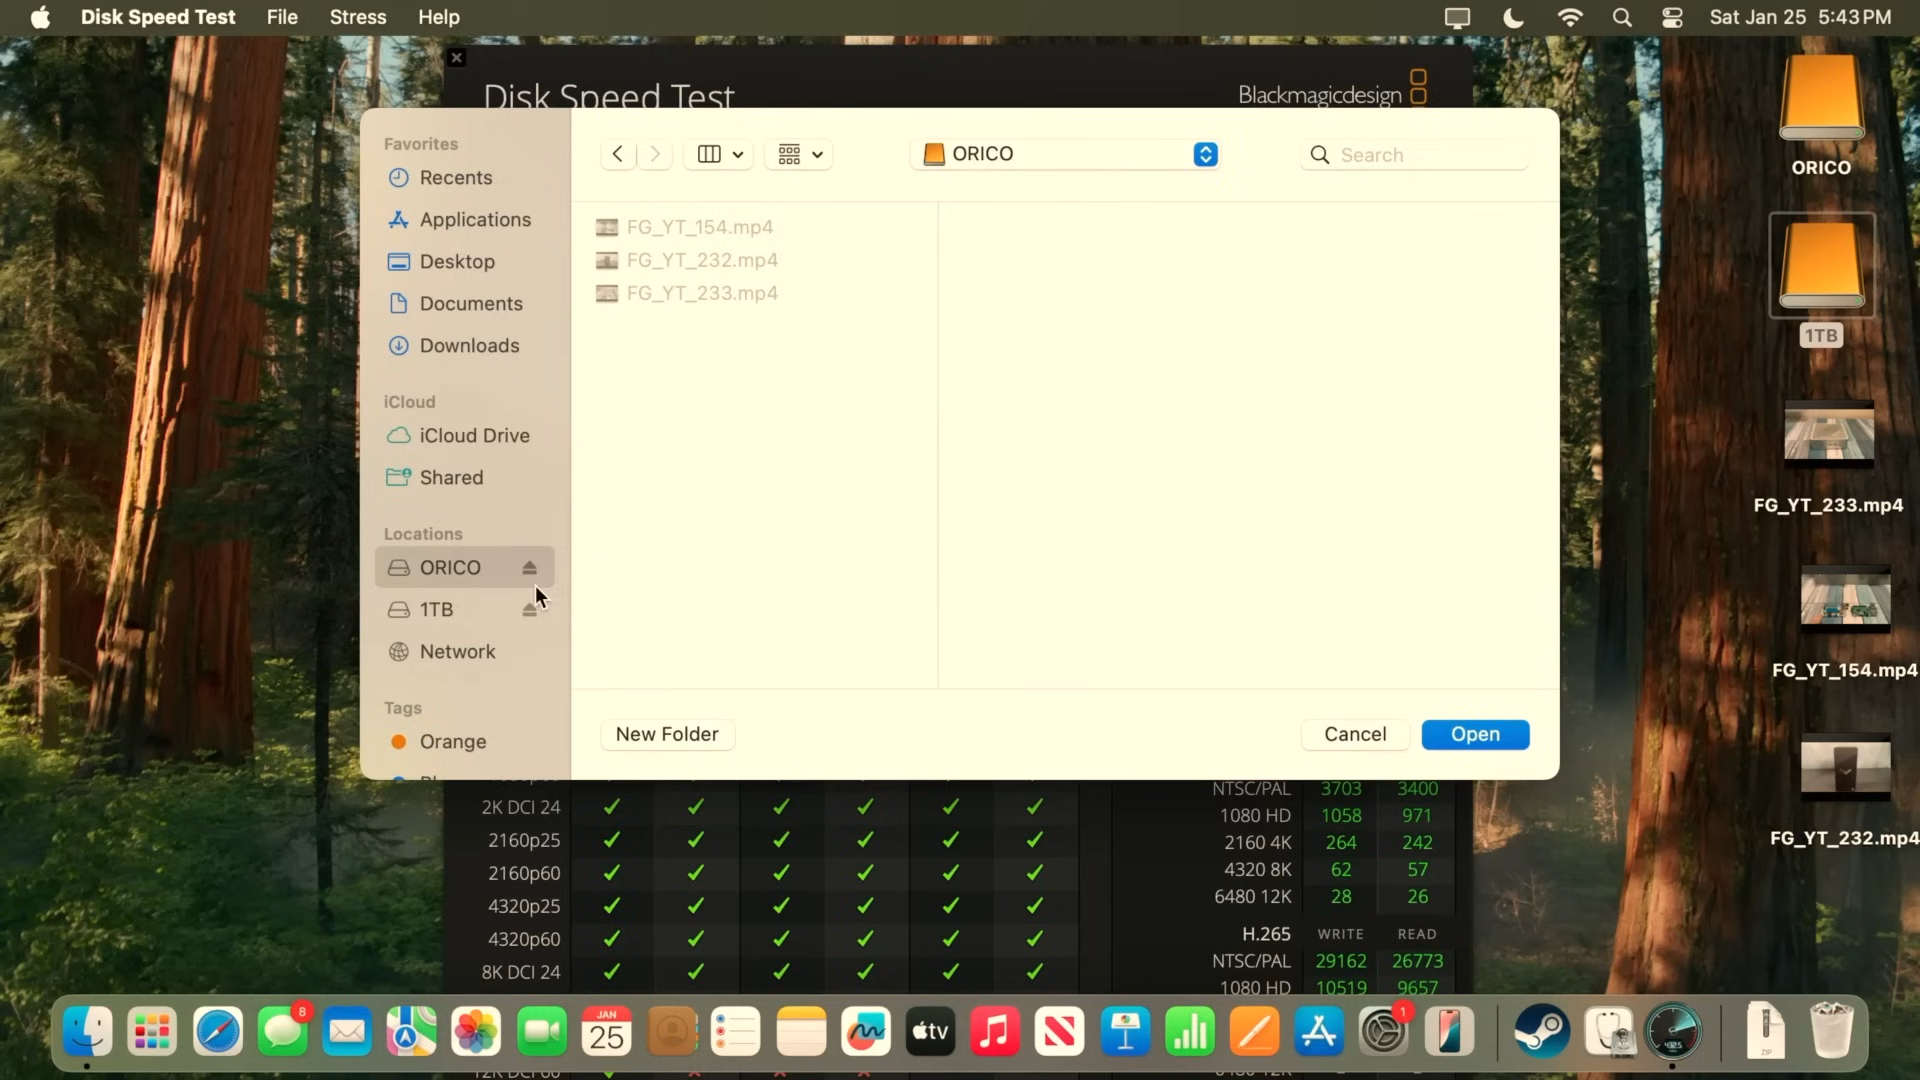 Disk Speed Test File Stress Help Sat Jan 25 5:43 PM
Disk Speed Test
Blackmagicdesign
Favorites
Recents
Applications
Desktop
Documents
Downloads
iCloud
iCloud Drive
Shared
Locations
ORICO
1TB
Network
Tags
Orange
ORICO
Search
FG_YT_154.mp4
FG_YT_232.mp4
FG_YT_233.mp4
New Folder
Cancel
Open
2K DCI 24
2160p25
2160p60
4320p25
4320p60
8K DCI 24
NTSC/PAL 3703 3400
1080 HD 1058 971
2160 4K 264 242
4320 8K 62 57
6480 12K 28 26
H.265 WRITE READ
NTSC/PAL 29162 26773
1080 HD 10519 9657
ORICO
1TB
FG_YT_233.mp4
FG_YT_154.mp4
FG_YT_232.mp4
8
JAN
25
tv
1
ZIP